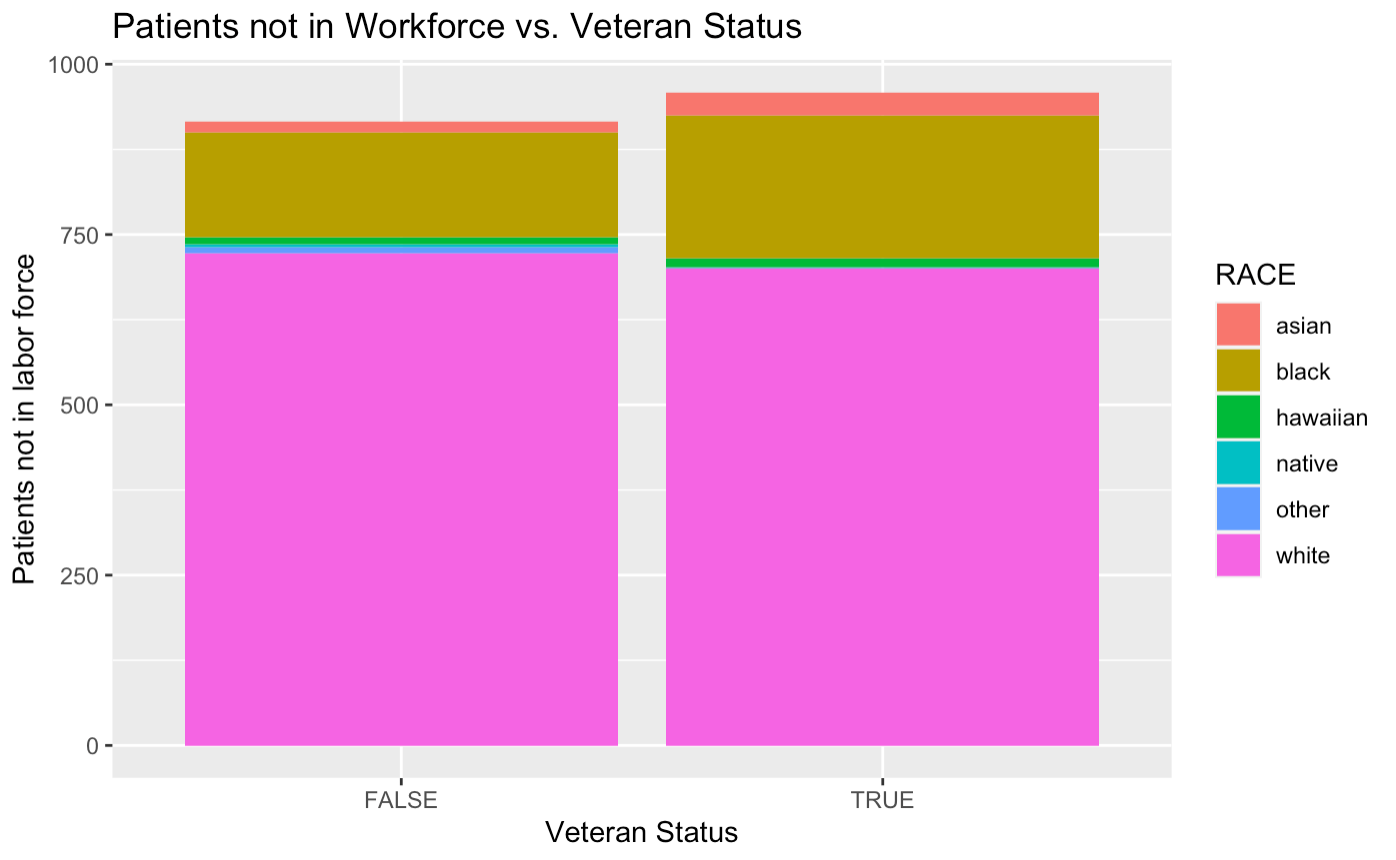 Patients not in Workforce vs. Veteran Status
Patients not in labor force
1000
750
500
250
0
FALSE
TRUE
Veteran Status
RACE
asian
black
hawaiian
native
other
white